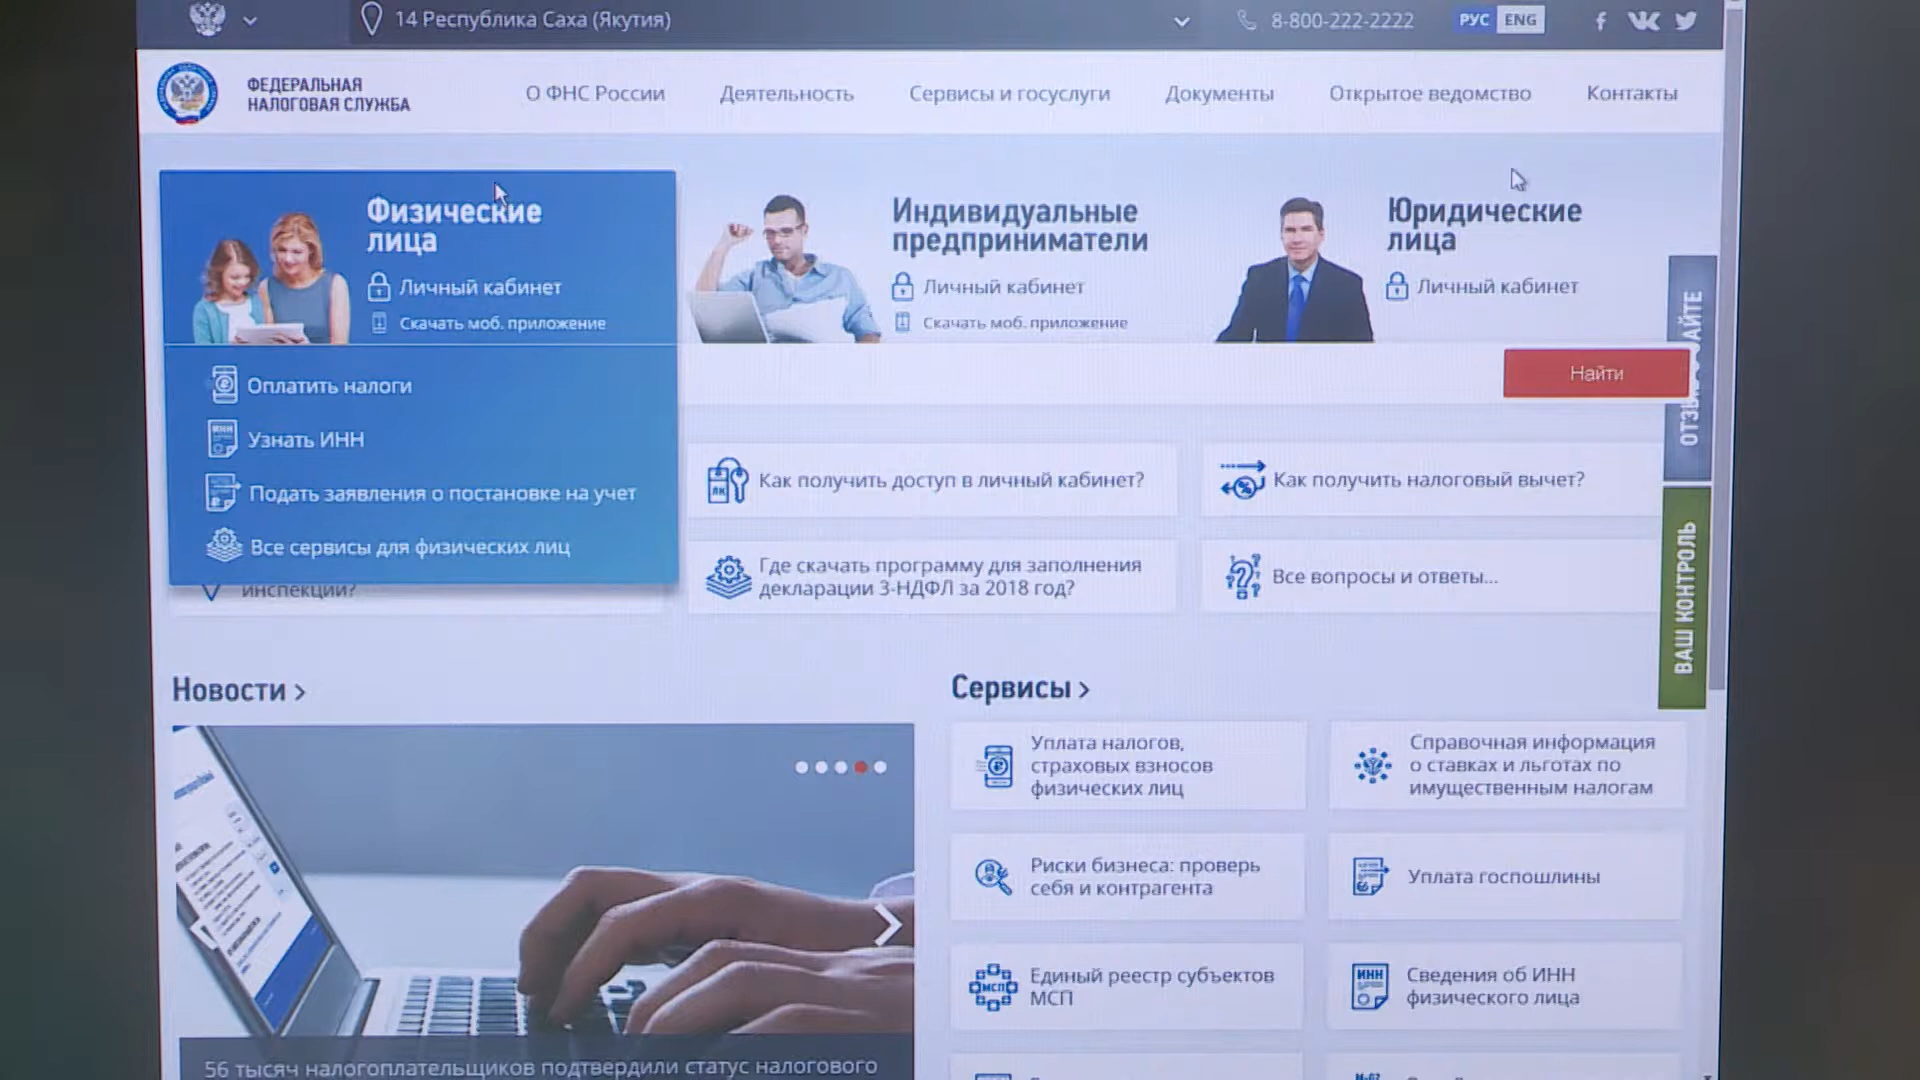 14 Республика Саха (Якутия)
8-800-222-2222
РУС ENG
ФЕДЕРАЛЬНАЯ
НАЛОГОВАЯ СЛУЖБА
О ФНС России
Деятельность
Сервисы и госуслуги
Документы
Открытое ведомство
Контакты
Физические
лица
Личный кабинет
Скачать моб. приложение
Оплатить налоги
Узнать ИНН
Подать заявления о постановке на учет
Все сервисы для физических лиц
инспекции?
Индивидуальные
предприниматели
Личный кабинет
Скачать моб. приложение
Юридические
лица
Личный кабинет
Найти
ВАШ КОНТРОЛЬ
Как получить доступ в личный кабинет?
Как получить налоговый вычет?
Где скачать программу для заполнения
декларации 3-НДФЛ за 2018 год?
Все вопросы и ответы...
Новости >
56 тысяч налогоплательщиков подтвердили статус налогового
Сервисы >
Уплата налогов,
страховых взносов
физических лиц
Справочная информация
о ставках и льготах по
имущественным налогам
Риски бизнеса: проверь
себя и контрагента
Уплата госпошлины
МСП
Единый реестр субъектов
МСП
ИНН
Сведения об ИНН
физического лица